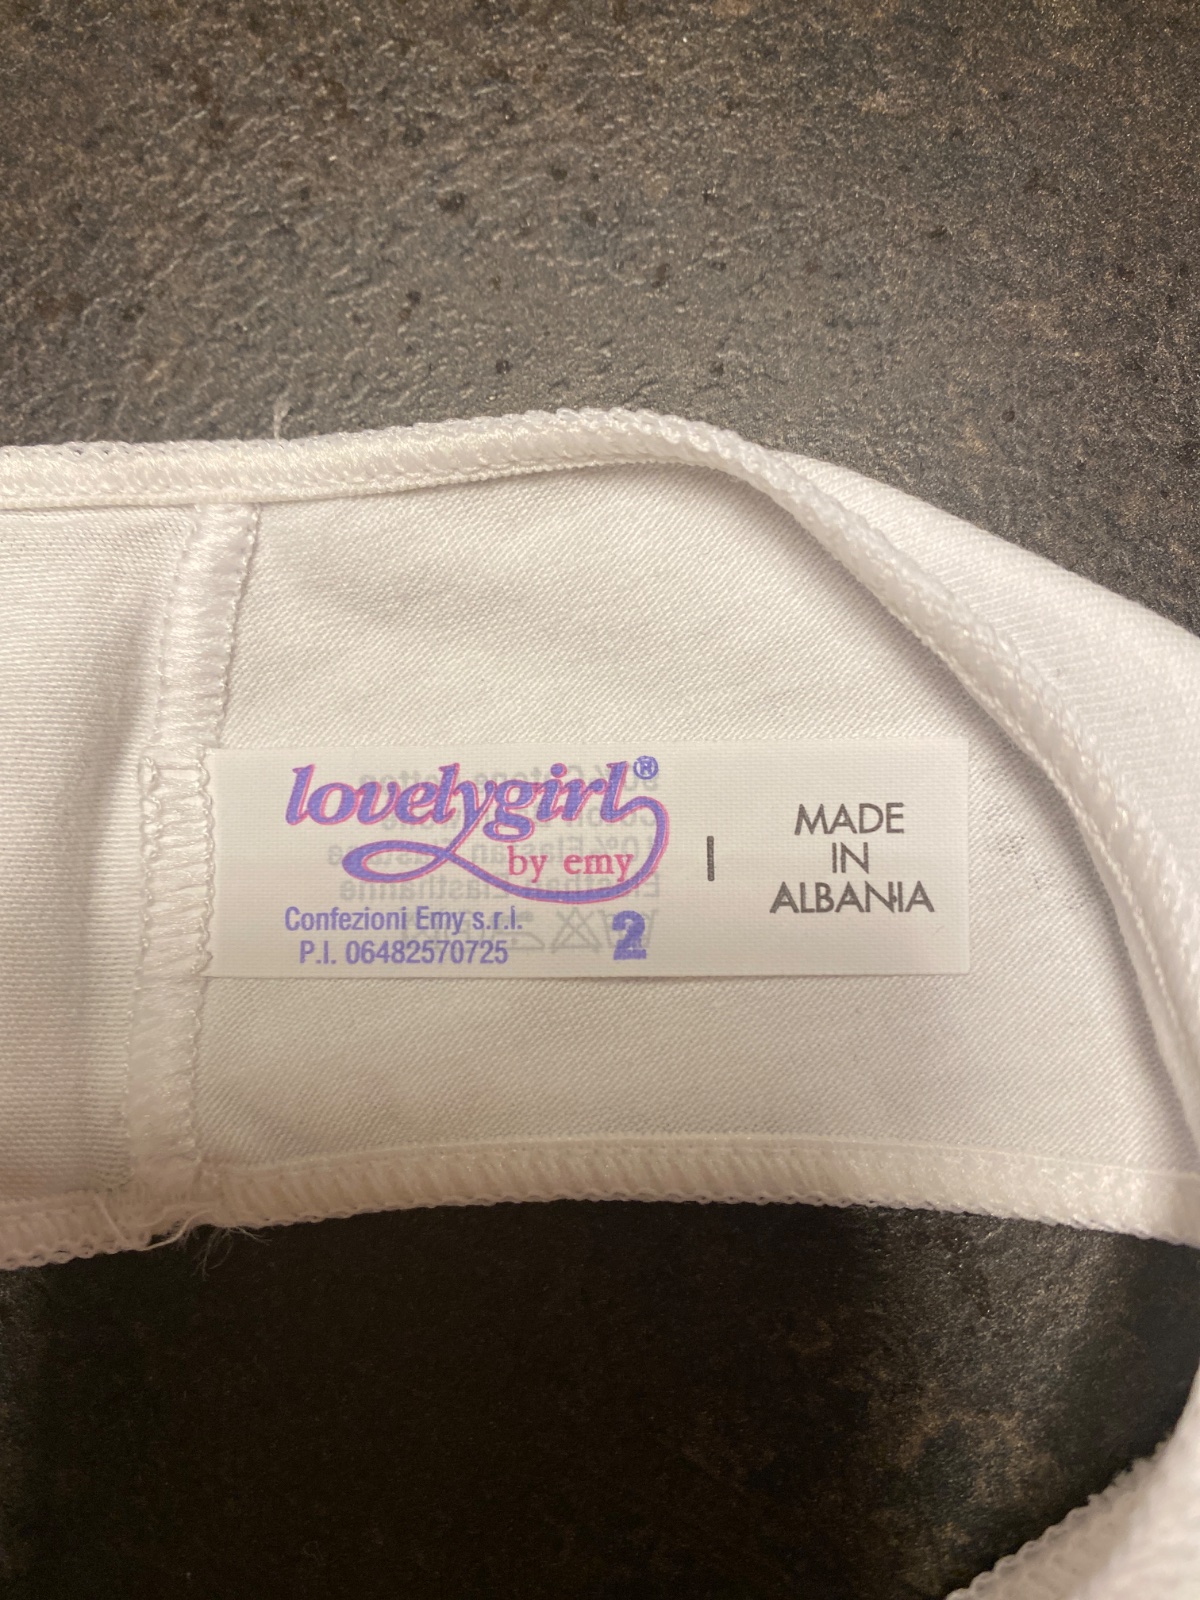 lovelygirl®
by emy
Confezioni Emy s.r.l.
P.I. 06482570725
2
MADE
IN
ALBANIA